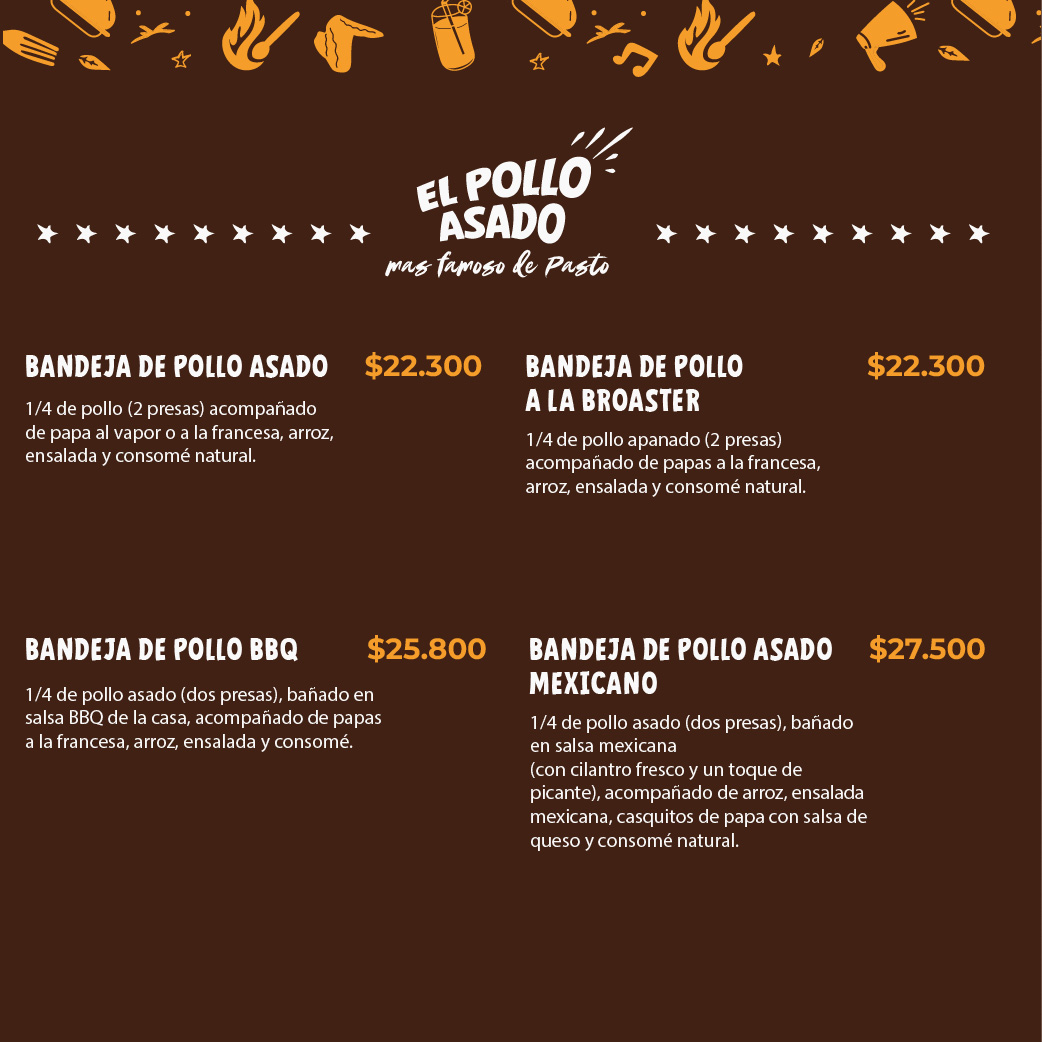 EL POLLO
ASADO
mas famoso de Pasto
BANDEJA DE POLLO ASADO $22.300
1/4 de pollo (2 presas) acompañado
de papa al vapor o a la francesa, arroz,
ensalada y consomé natural.
BANDEJA DE POLLO $22.300
A LA BROASTER
1/4 de pollo apanado (2 presas)
acompañado de papas a la francesa,
arroz, ensalada y consomé natural.
BANDEJA DE POLLO BBQ $25.800
1/4 de pollo asado (dos presas), bañado en
salsa BBQ de la casa, acompañado de papas
a la francesa, arroz, ensalada y consomé.
BANDEJA DE POLLO ASADO $27.500
MEXICANO
1/4 de pollo asado (dos presas), bañado
en salsa mexicana
(con cilantro fresco y un toque de
picante), acompañado de arroz, ensalada
mexicana, casquitos de papa con salsa de
queso y consomé natural.